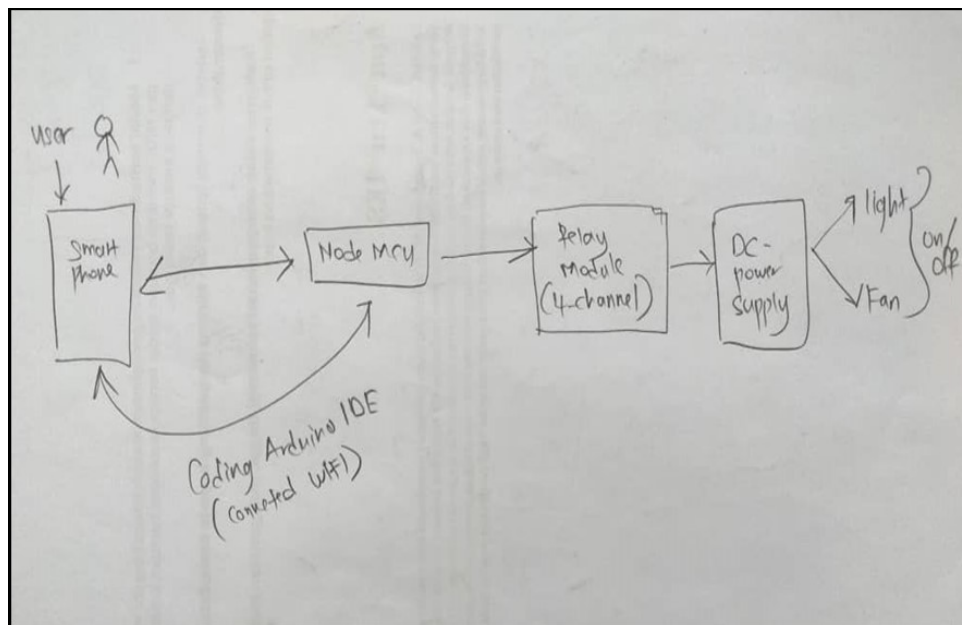 user
Smart
phone
Node MCU
Relay
Module
(4-channel)
DC-
power
supply
light
Fan
on/
off
Coding Arduino IDE
(conneted WIFI)